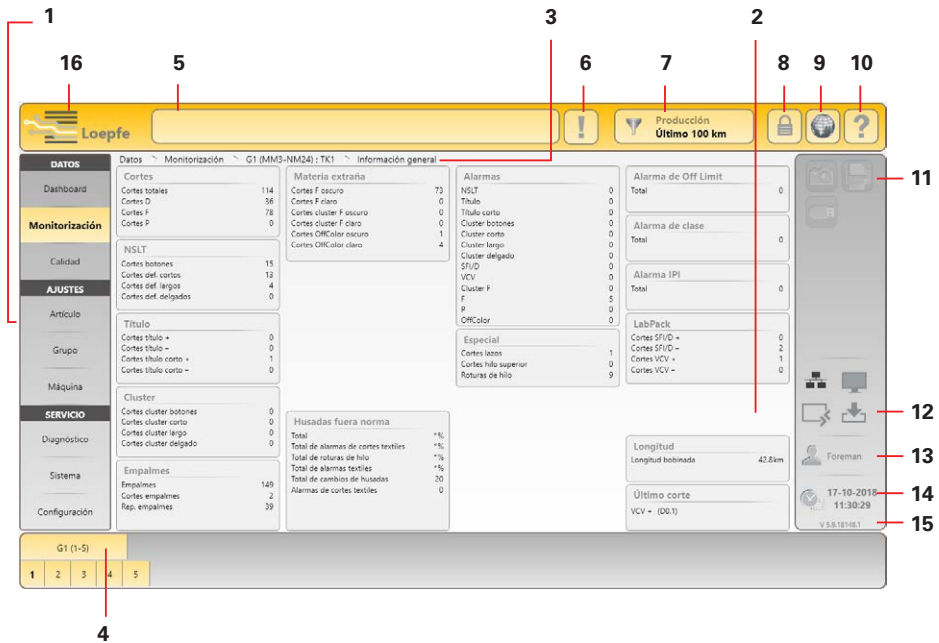 1
3
2
16
5
6
7
8
9
10
Loepfe
!
Producción
Último 100 km
?
DATOS
Dashboard
Monitorización
Calidad
AJUSTES
Artículo
Grupo
Máquina
SERVICIO
Diagnóstico
Sistema
Configuración
Datos > Monitorización > G1 (MM3-NM24) : TK1 > Información general
Cortes
Cortes totales 114
Cortes D 36
Cortes F 78
Cortes P 0
NSLT
Cortes botones 15
Cortes def. cortos 13
Cortes def. largos 4
Cortes def. delgados 0
Título
Cortes título + 0
Cortes título – 0
Cortes título corto + 1
Cortes título corto – 0
Cluster
Cortes cluster botones 0
Cortes cluster corto 0
Cortes cluster largo 0
Cortes cluster delgado 0
Empalmes
Empalmes 149
Cortes empalmes 2
Rep. empalmes 39
Materia extraña
Cortes F oscuro 73
Cortes F claro 0
Cortes cluster F oscuro 0
Cortes cluster F claro 0
Cortes OffColor oscuro 1
Cortes OffColor claro 4
Husadas fuera norma
Total *%
Total de alarmas de cortes textiles *%
Total de roturas de hilo *%
Total de alarmas textiles *%
Total de cambios de husadas 20
Alarmas de cortes textiles 0
Alarmas
NSLT 0
Título 0
Título corto 0
Cluster botones 0
Cluster corto 0
Cluster largo 0
Cluster delgado 0
SFI/D 0
VCV 0
Cluster F 0
F 5
P 0
OffColor 0
Especial
Cortes lazos 1
Cortes hilo superior 0
Roturas de hilo 9
Alarma de Off Limit
Total 0
Alarma de clase
Total 0
Alarma IPI
Total 0
LabPack
Cortes SFI/D + 0
Cortes SFI/D – 2
Cortes VCV + 1
Cortes VCV – 0
Longitud
Longitud bobinada 42.8km
Último corte
VCV + (D0.1)
11
12
Foreman
13
17-10-2018
11:30:29
14
V 5.9.18148.1
15
G1 (1-5)
1 2 3 4 5
4